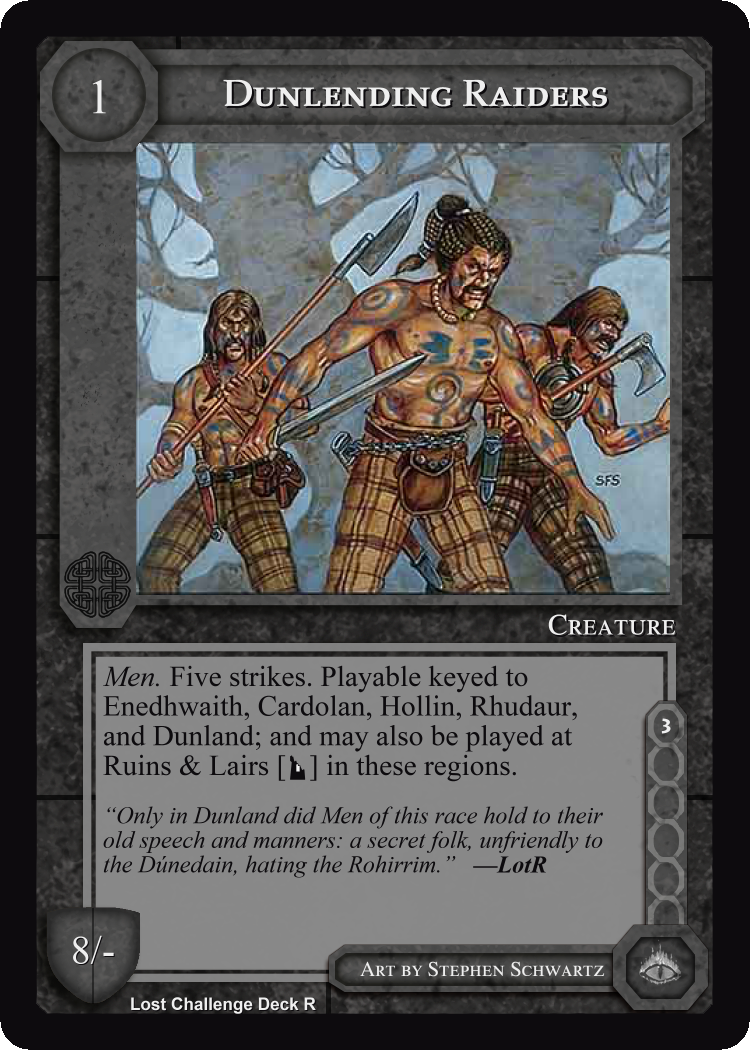 1
DUNLENDING RAIDERS
SFS
CREATURE
Men. Five strikes. Playable keyed to
Enedhwaith, Cardolan, Hollin, Rhudaur,
and Dunland; and may also be played at
Ruins & Lairs [ ] in these regions.
3
“Only in Dunland did Men of this race hold to their
old speech and manners: a secret folk, unfriendly to
the Dúnedain, hating the Rohirrim.” —LotR
8/-
ART BY STEPHEN SCHWARTZ
Lost Challenge Deck R